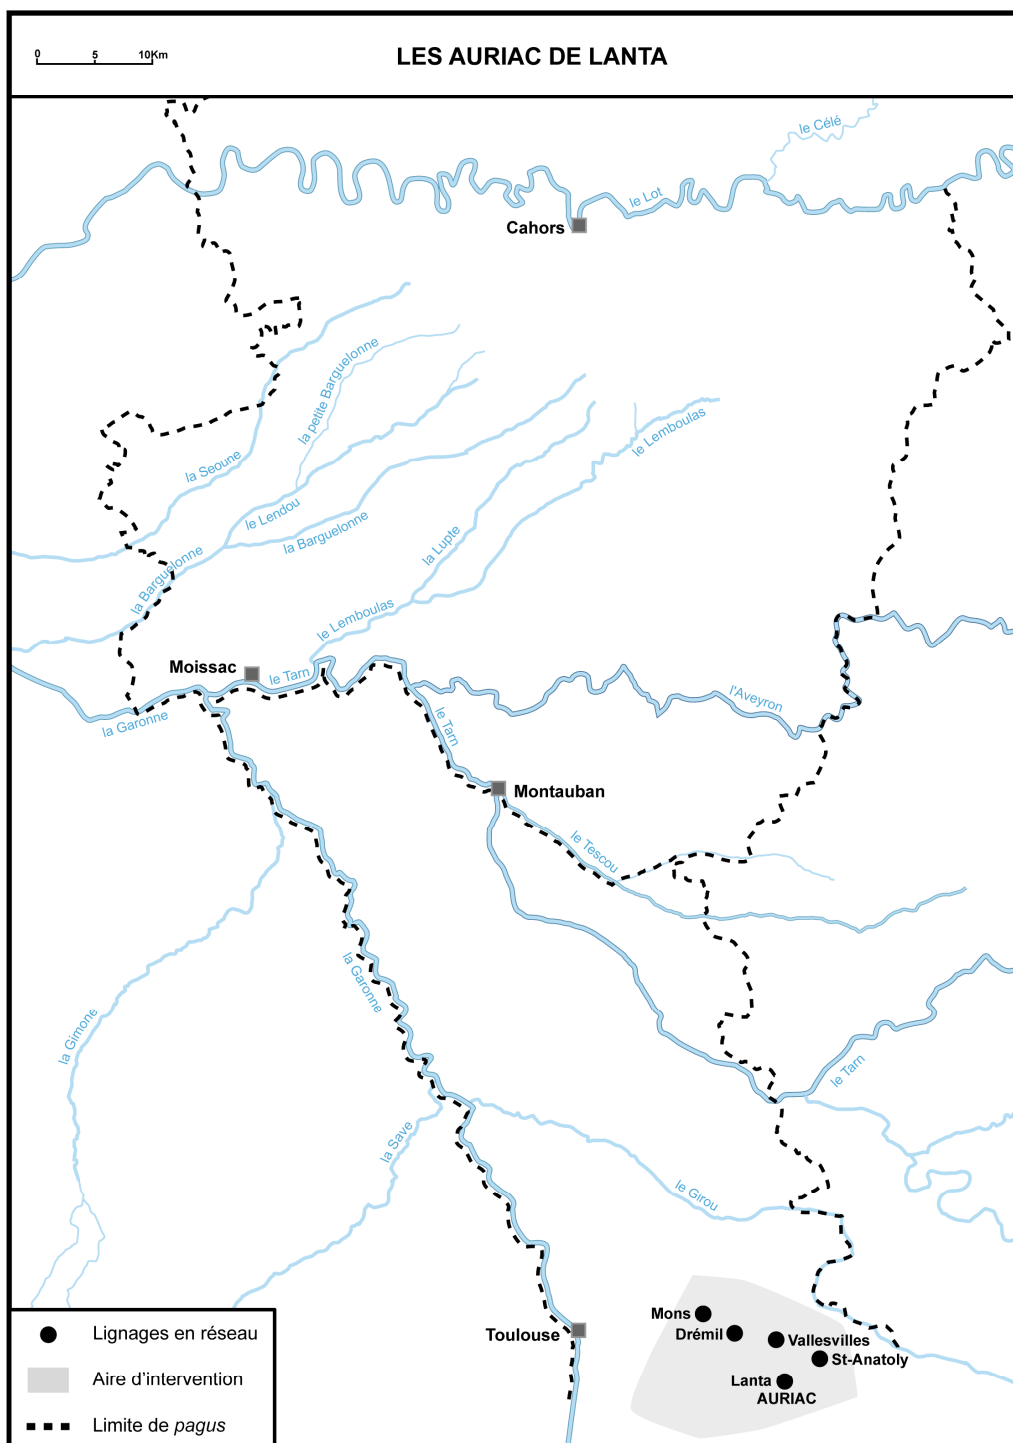 0 5 10Km
LES AURIAC DE LANTA
le Célé
le Lot
Cahors
la petite Barguelonne
la Seoune
le Lemboulas
le Lendou
la Barguelonne
la Lupte
la Barguelonne
le Lemboulas
Moissac
le Tarn
la Garonne
l'Aveyron
le Tarn
Montauban
le Tescou
la Garonne
la Gimone
le Tarn
la Save
le Girou
Mons
Drémil
Toulouse
Vallesvilles
St-Anatoly
Lanta
AURIAC
Lignages en réseau
Aire d'intervention
Limite de pagus